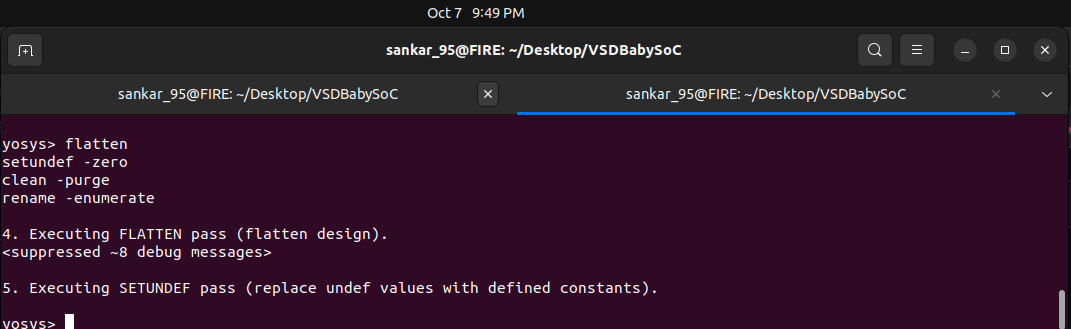 Oct 7 9:49 PM
sankar_95@FIRE: ~/Desktop/VSDBabySoC
sankar_95@FIRE: ~/Desktop/VSDBabySoC
sankar_95@FIRE: ~/Desktop/VSDBabySoC
yosys> flatten
setundef -zero
clean -purge
rename -enumerate
4. Executing FLATTEN pass (flatten design).
<suppressed ~8 debug messages>
5. Executing SETUNDEF pass (replace undef values with defined constants).
yosys>